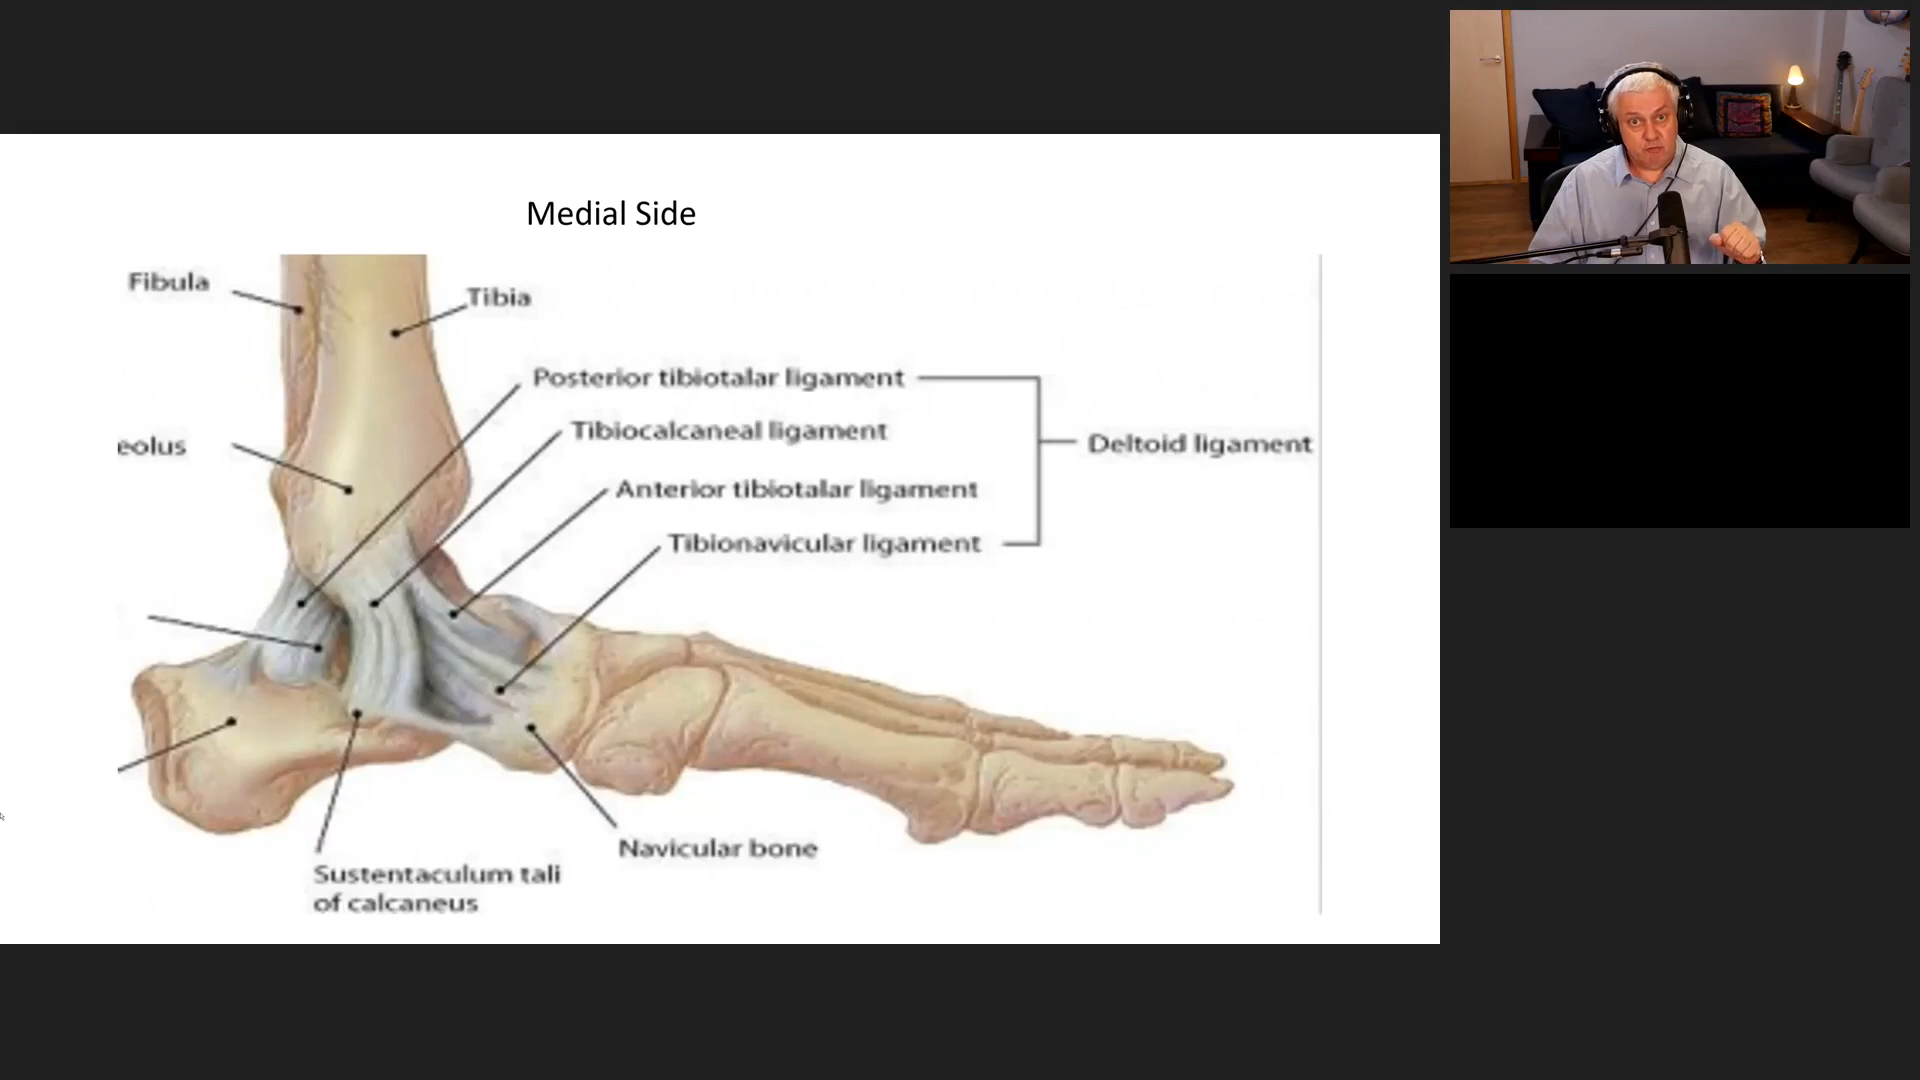 Medial Side
Fibula
Tibia
Posterior tibiotalar ligament
eolus
Tibiocalcaneal ligament
Deltoid ligament
Anterior tibiotalar ligament
Tibionavicular ligament
Navicular bone
Sustentaculum tali
of calcaneus